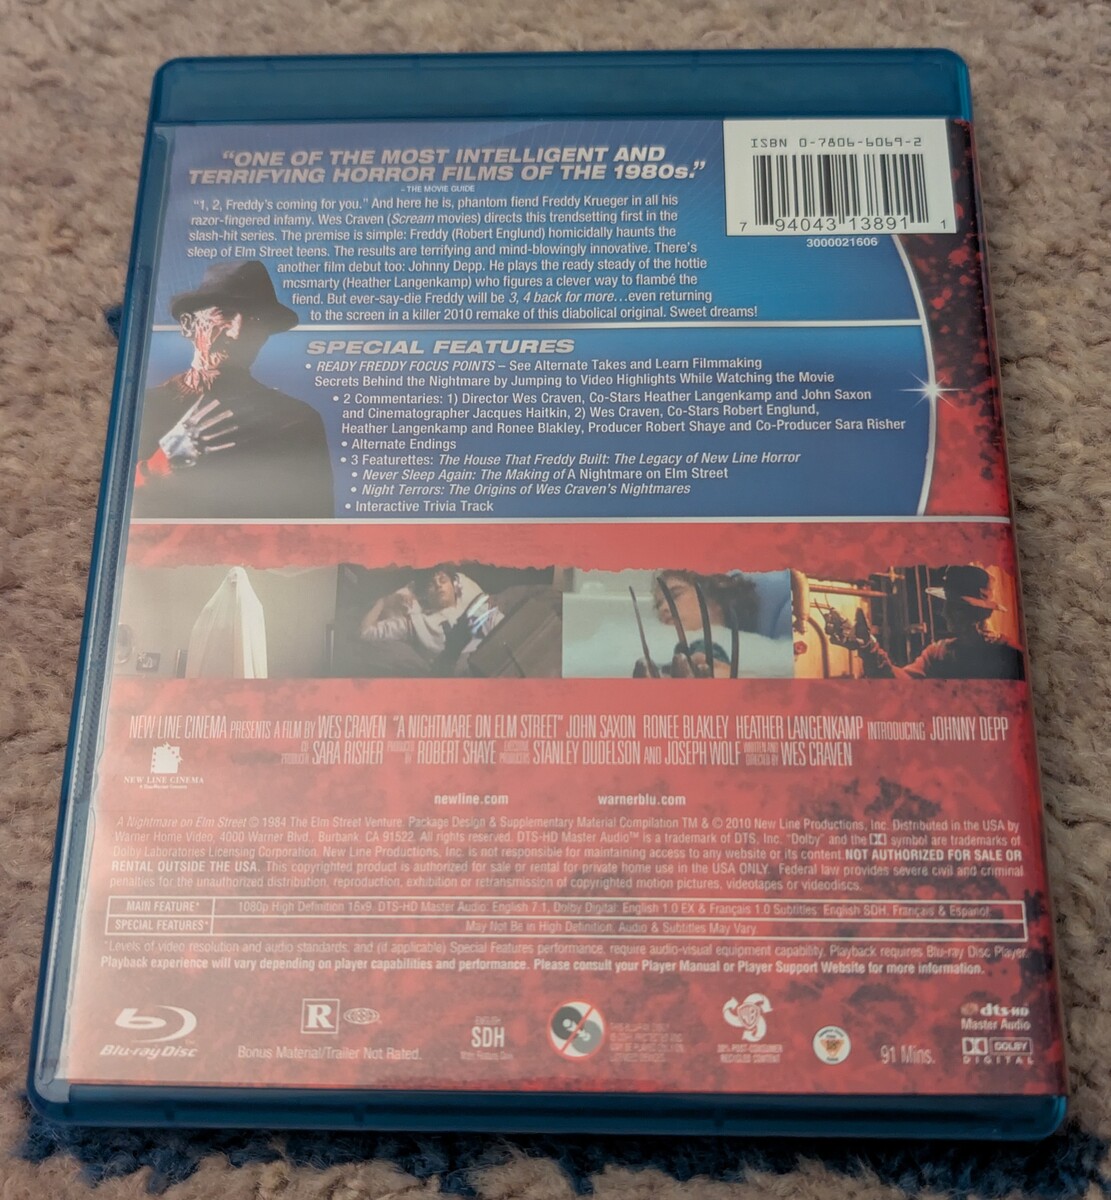 ISBN 0-7806-6069-2
7 94043 13891 1
3000021606
“ONE OF THE MOST INTELLIGENT AND
TERRIFYING HORROR FILMS OF THE 1980s.”
– THE MOVIE GUIDE
“1, 2, Freddy’s coming for you.” And here he is, phantom fiend Freddy Krueger in all his
razor-fingered infamy. Wes Craven (Scream movies) directs this trendsetting first in the
slash-hit series. The premise is simple: Freddy (Robert Englund) homicidally haunts the
sleep of Elm Street teens. The results are terrifying and mind-blowingly innovative. There’s
another film debut too: Johnny Depp. He plays the ready steady of the hottie
mcsmarty (Heather Langenkamp) who figures a clever way to flambé the
fiend. But ever-say-die Freddy will be 3, 4 back for more…even returning
to the screen in a killer 2010 remake of this diabolical original. Sweet dreams!
SPECIAL FEATURES
• READY FREDDY FOCUS POINTS – See Alternate Takes and Learn Filmmaking
Secrets Behind the Nightmare by Jumping to Video Highlights While Watching the Movie
• 2 Commentaries: 1) Director Wes Craven, Co-Stars Heather Langenkamp and John Saxon
and Cinematographer Jacques Haitkin, 2) Wes Craven, Co-Stars Robert Englund,
Heather Langenkamp and Ronee Blakley, Producer Robert Shaye and Co-Producer Sara Risher
• Alternate Endings
• 3 Featurettes: The House That Freddy Built: The Legacy of New Line Horror
• Never Sleep Again: The Making of A Nightmare on Elm Street
• Night Terrors: The Origins of Wes Craven’s Nightmares
• Interactive Trivia Track
NEW LINE CINEMA PRESENTS A FILM BY WES CRAVEN “A NIGHTMARE ON ELM STREET” JOHN SAXON RONEE BLAKLEY HEATHER LANGENKAMP INTRODUCING JOHNNY DEPP
CO PRODUCER SARA RISHER PRODUCED BY ROBERT SHAYE EXECUTIVE PRODUCERS STANLEY DUDELSON AND JOSEPH WOLF WRITTEN AND DIRECTED BY WES CRAVEN
NEW LINE CINEMA
newline.com warnerblu.com
A Nightmare on Elm Street © 1984 The Elm Street Venture. Package Design & Supplementary Material Compilation TM & © 2010 New Line Productions, Inc. Distributed in the USA by
Warner Home Video, 4000 Warner Blvd., Burbank, CA 91522. All rights reserved. DTS-HD Master Audio™ is a trademark of DTS, Inc. “Dolby” and the symbol are trademarks of
Dolby Laboratories Licensing Corporation. New Line Productions, Inc. is not responsible for maintaining access to any website or its content. NOT AUTHORIZED FOR SALE OR
RENTAL OUTSIDE THE USA. This copyrighted product is authorized for sale or rental for private home use in the USA ONLY. Federal law provides severe civil and criminal
penalties for the unauthorized distribution, reproduction, exhibition or retransmission of copyrighted motion pictures, videotapes or videodiscs.
MAIN FEATURE* 1080p High Definition 16x9. DTS-HD Master Audio: English 7.1, Dolby Digital: English 1.0 EX & Français 1.0 Subtitles: English SDH, Français & Español.
SPECIAL FEATURES* May Not Be in High Definition. Audio & Subtitles May Vary.
*Levels of video resolution and audio standards, and (if applicable) Special Features performance, require audio-visual equipment capability. Playback requires Blu-ray Disc Player.
Playback experience will vary depending on player capabilities and performance. Please consult your Player Manual or Player Support Website for more information.
Blu-ray Disc
R
Bonus Material/Trailer Not Rated.
ENGLISH
SDH
Main Feature Only
30% POST-CONSUMER
RECYCLED CONTENT
91 Mins.
dts-HD
Master Audio
DOLBY
DIGITAL